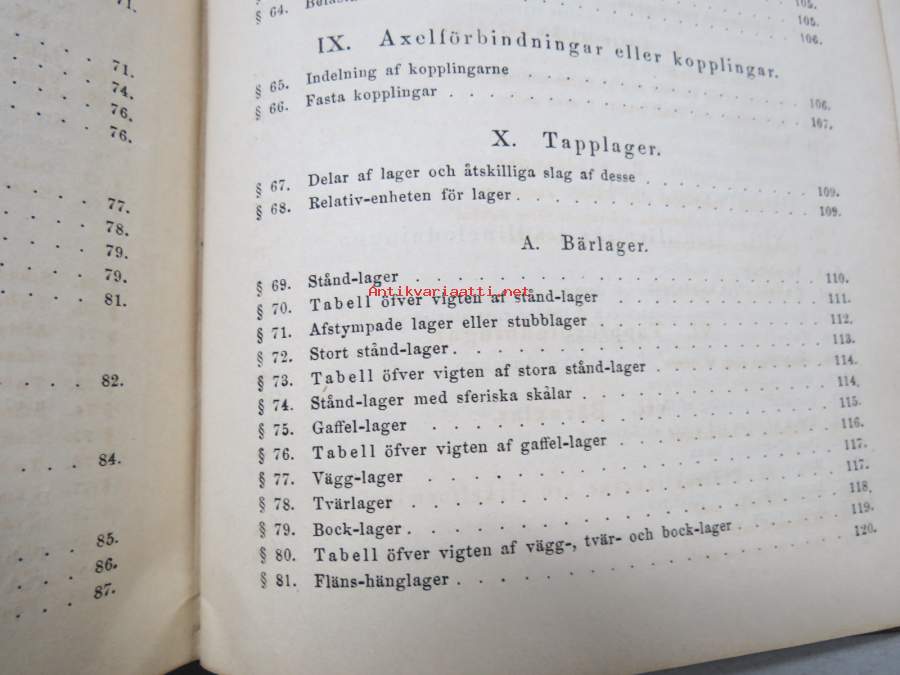 71.
71.
74.
76.
76.
77.
78.
79.
79.
81.
82.
84.
85.
86.
87.
105.
§ 64. 105.
106.
IX. Axelförbindningar eller kopplingar.
§ 65. Indelning af kopplingarne . . . . . . . . . . . 106.
§ 66. Fasta kopplingar . . . . . . . . . . . . . . 107.
X. Tapplager.
§ 67. Delar af lager och åtskilliga slag af desse . . . . . . . 109.
§ 68. Relativ-enheten för lager . . . . . . . . . . . . 109.
A. Bärlager.
§ 69. Stånd-lager . . . . . . . . . . . . . . . . 110.
Antikvariaatti.net
§ 70. Tabell öfver vigten af stånd-lager . . . . . . . . . 111.
§ 71. Afstympade lager eller stubblager . . . . . . . . . 112.
§ 72. Stort stånd-lager . . . . . . . . . . . . . . 113.
§ 73. Tabell öfver vigten af stora stånd-lager . . . . . . . 114.
§ 74. Stånd-lager med sferiska skålar . . . . . . . . . . 114.
§ 75. Gaffel-lager . . . . . . . . . . . . . . . . 115.
§ 76. Tabell öfver vigten af gaffel-lager . . . . . . . . . 116.
§ 77. Vägg-lager . . . . . . . . . . . . . . . . 117.
§ 78. Tvärlager . . . . . . . . . . . . . . . . . 117.
§ 79. Bock-lager . . . . . . . . . . . . . . . . . 118.
§ 80. Tabell öfver vigten af vägg-, tvär- och bock-lager . . . . 119.
§ 81. Fläns-hänglager . . . . . . . . . . . . . . . 120.